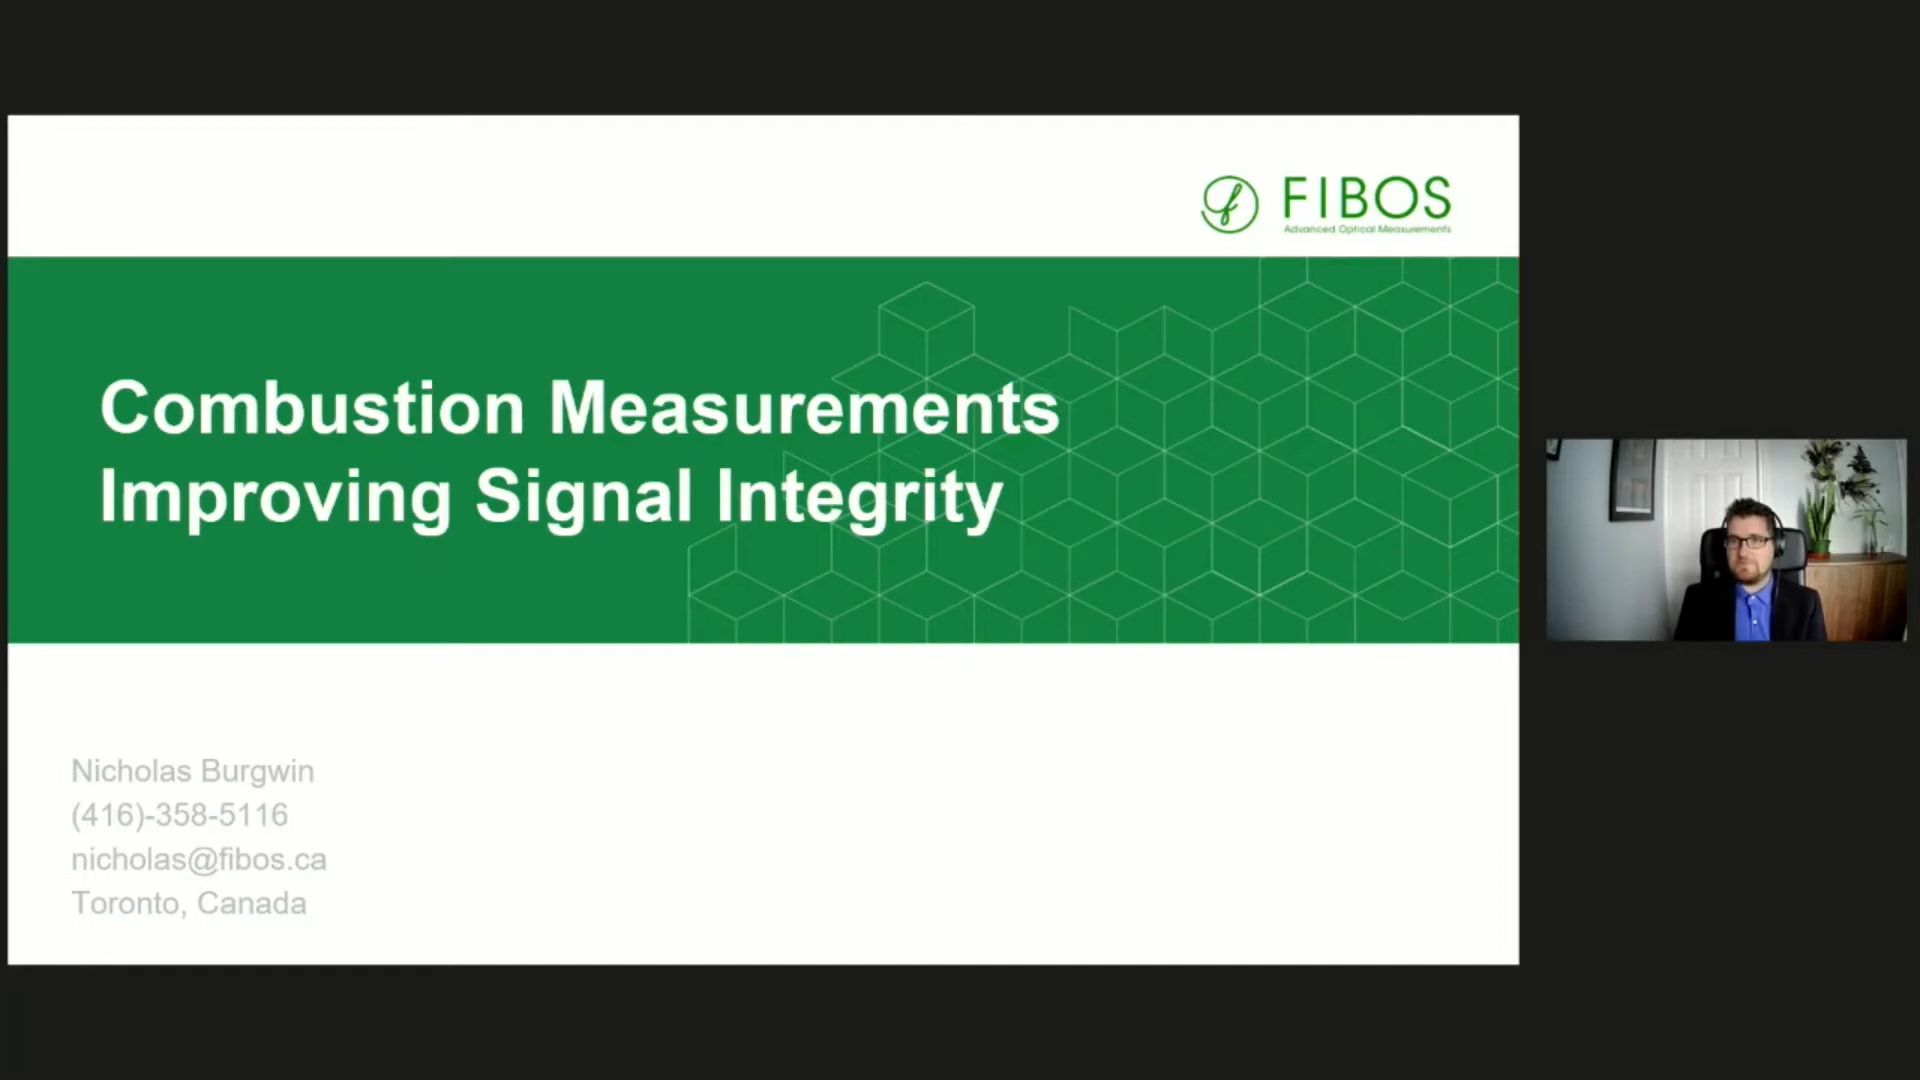 FIBOS
Advanced Optical Measurements
Combustion Measurements
Improving Signal Integrity
Nicholas Burgwin
(416)-358-5116
nicholas@fibos.ca
Toronto, Canada